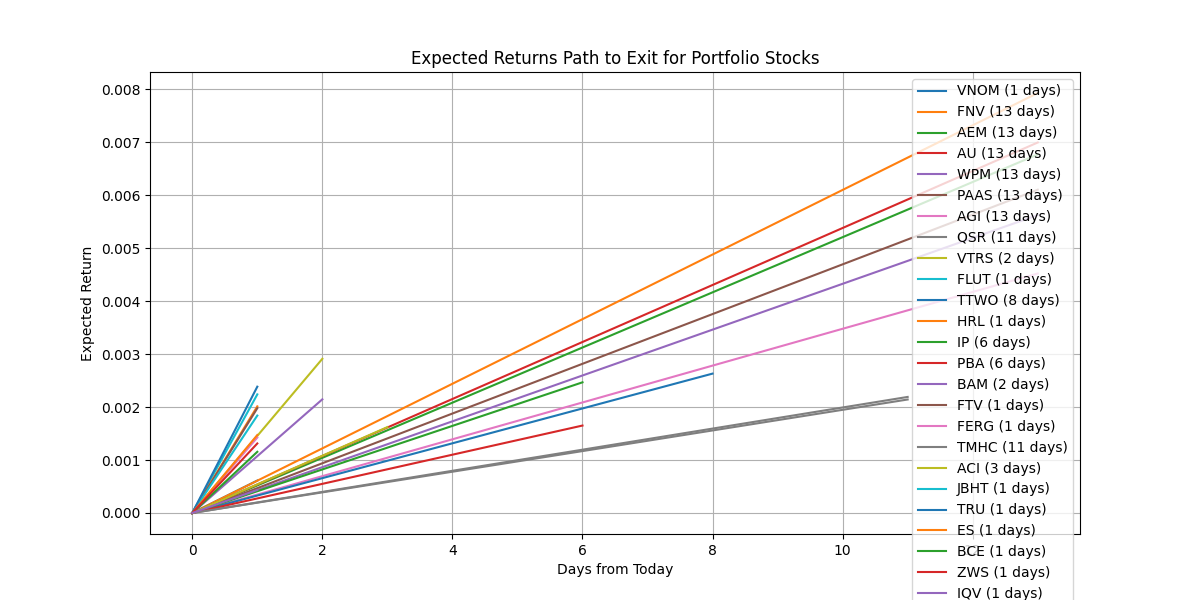 Expected Returns Path to Exit for Portfolio Stocks
0.008
0.007
0.006
0.005
0.004
0.003
0.002
0.001
0.000
Expected Return
0 2 4 6 8 10
Days from Today
VNOM (1 days)
FNV (13 days)
AEM (13 days)
AU (13 days)
WPM (13 days)
PAAS (13 days)
AGI (13 days)
QSR (11 days)
VTRS (2 days)
FLUT (1 days)
TTWO (8 days)
HRL (1 days)
IP (6 days)
PBA (6 days)
BAM (2 days)
FTV (1 days)
FERG (1 days)
TMHC (11 days)
ACI (3 days)
JBHT (1 days)
TRU (1 days)
ES (1 days)
BCE (1 days)
ZWS (1 days)
IQV (1 days)